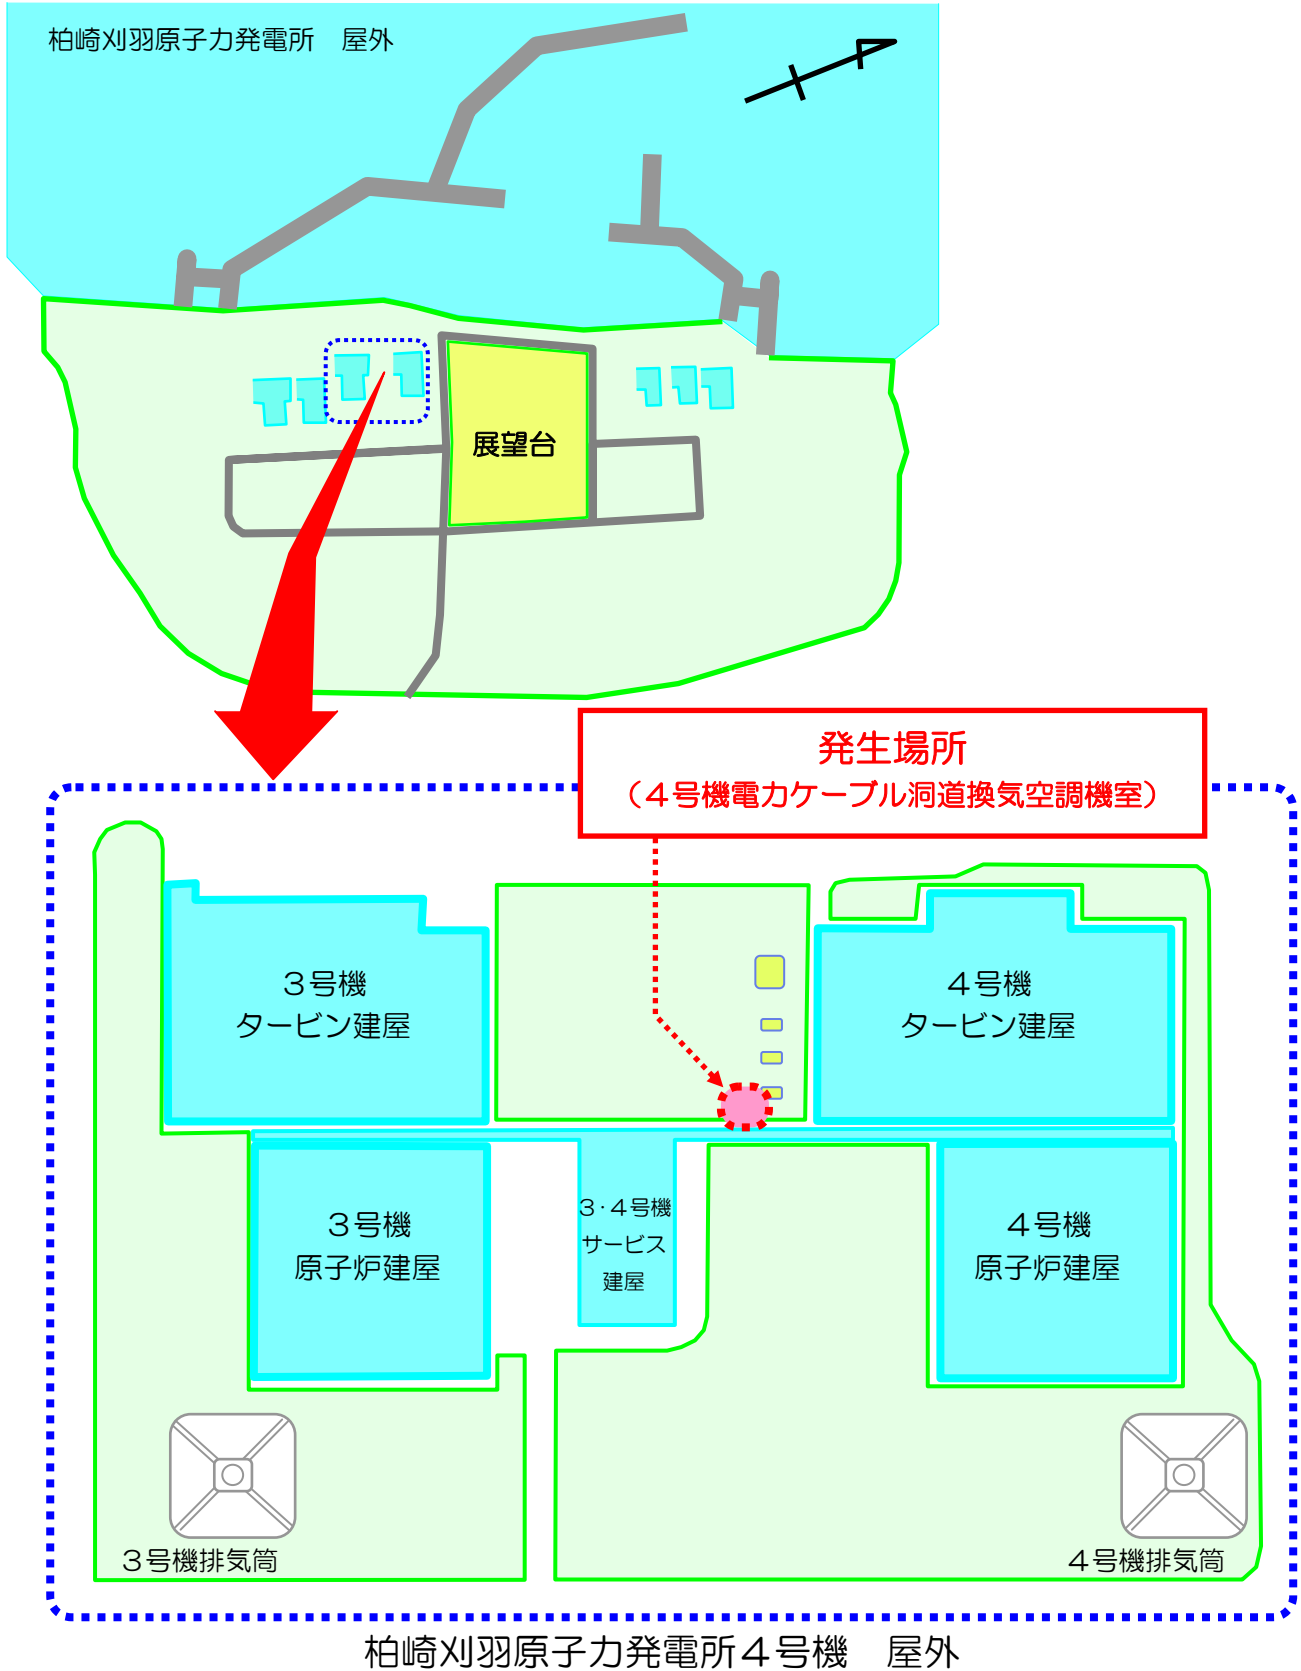 柏崎刈羽原子力発電所　屋外
展望台
発生場所
（４号機電力ケーブル洞道換気空調機室）
３号機
タービン建屋
４号機
タービン建屋
３号機
原子炉建屋
３・４号機
サービス
建屋
４号機
原子炉建屋
３号機排気筒
４号機排気筒
柏崎刈羽原子力発電所４号機　屋外